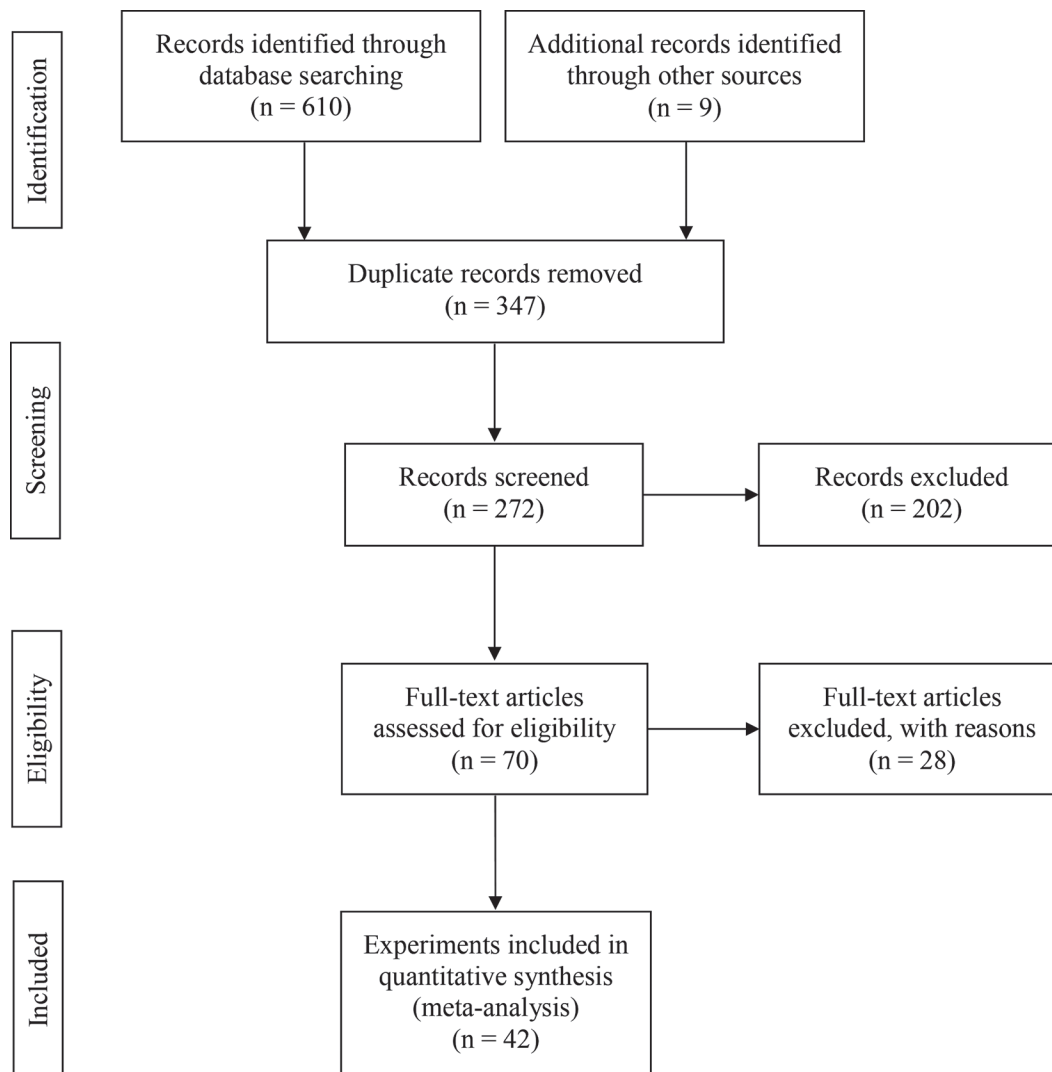 Identification
Records identified through
database searching
(n = 610)
Additional records identified
through other sources
(n = 9)
Duplicate records removed
(n = 347)
Screening
Records screened
(n = 272)
Records excluded
(n = 202)
Eligibility
Full-text articles
assessed for eligibility
(n = 70)
Full-text articles
excluded, with reasons
(n = 28)
Included
Experiments included in
quantitative synthesis
(meta-analysis)
(n = 42)